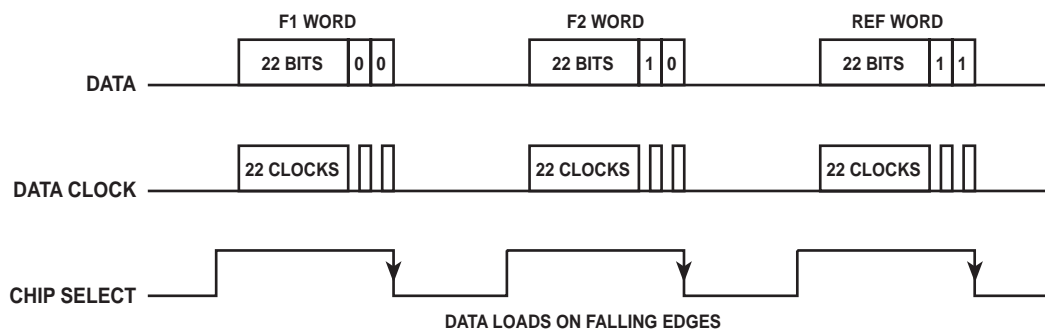 F1 WORD F2 WORD REF WORD
DATA 22 BITS 0 0 22 BITS 1 0 22 BITS 1 1
DATA CLOCK 22 CLOCKS 22 CLOCKS 22 CLOCKS
CHIP SELECT
DATA LOADS ON FALLING EDGES